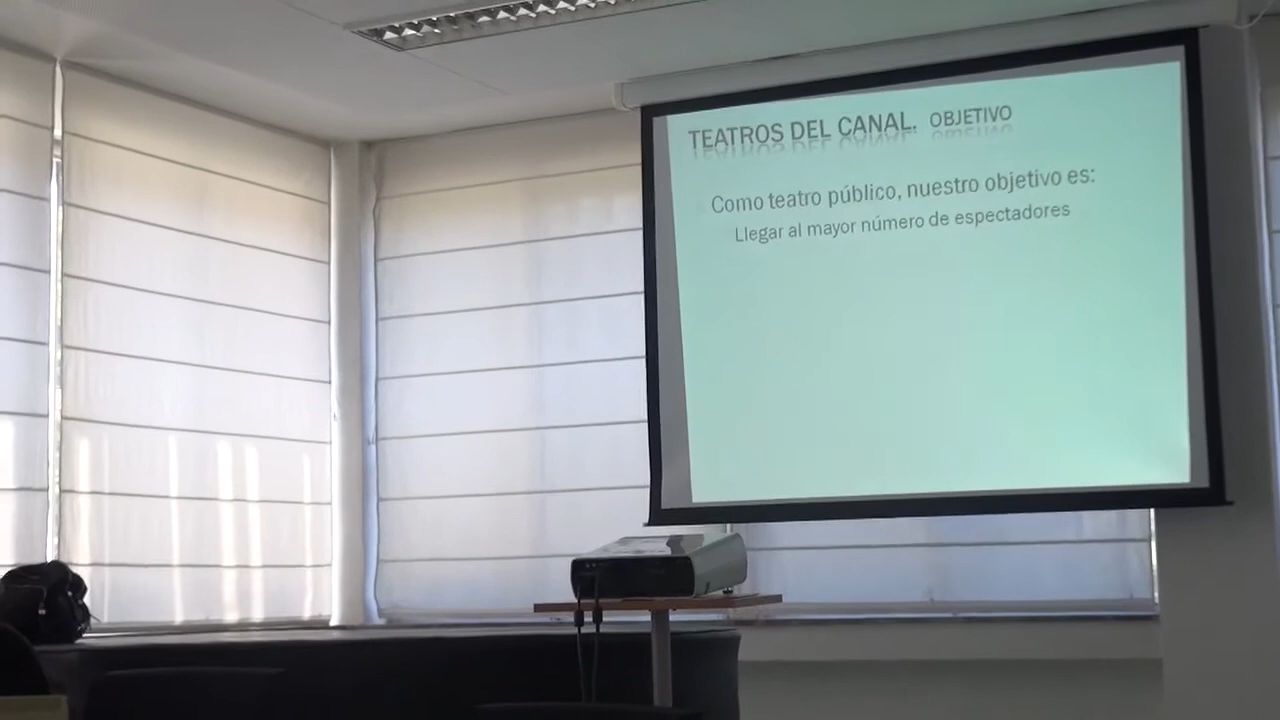 TEATROS DEL CANAL. OBJETIVO
Como teatro público, nuestro objetivo es:
Llegar al mayor número de espectadores